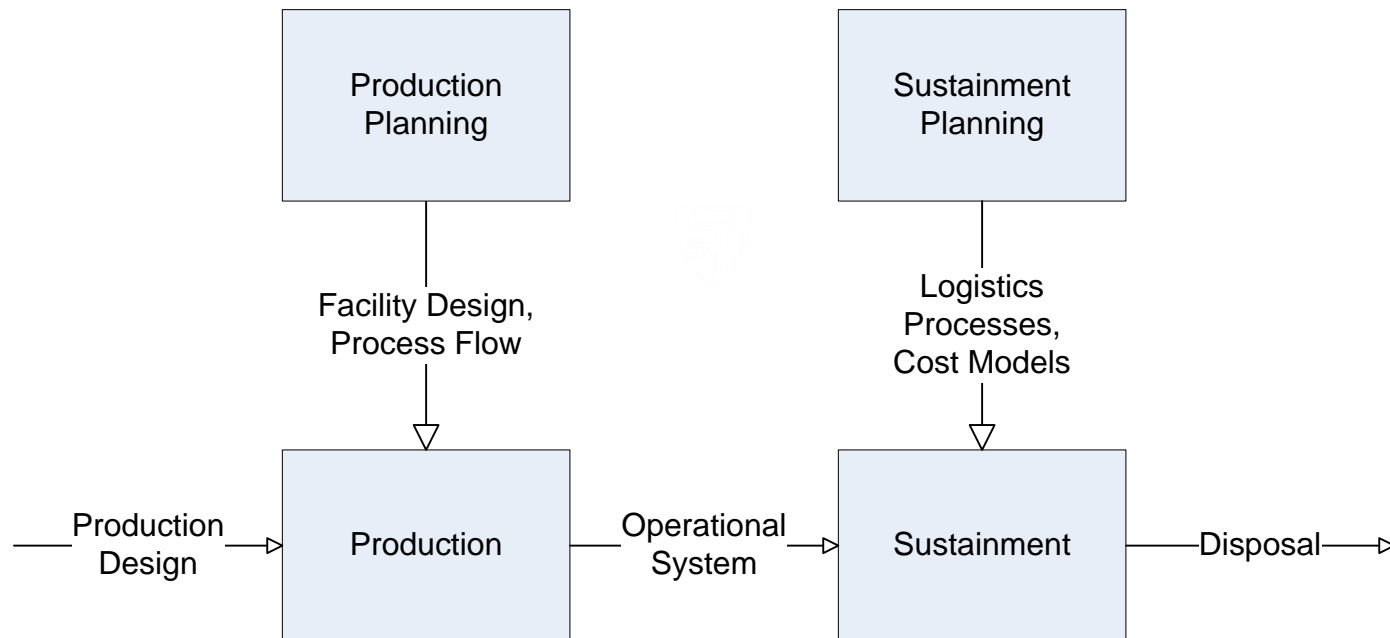 Production
Planning
Sustainment
Planning
Facility Design,
Process Flow
Logistics
Processes,
Cost Models
Production
Design
Production
Operational
System
Sustainment
Disposal